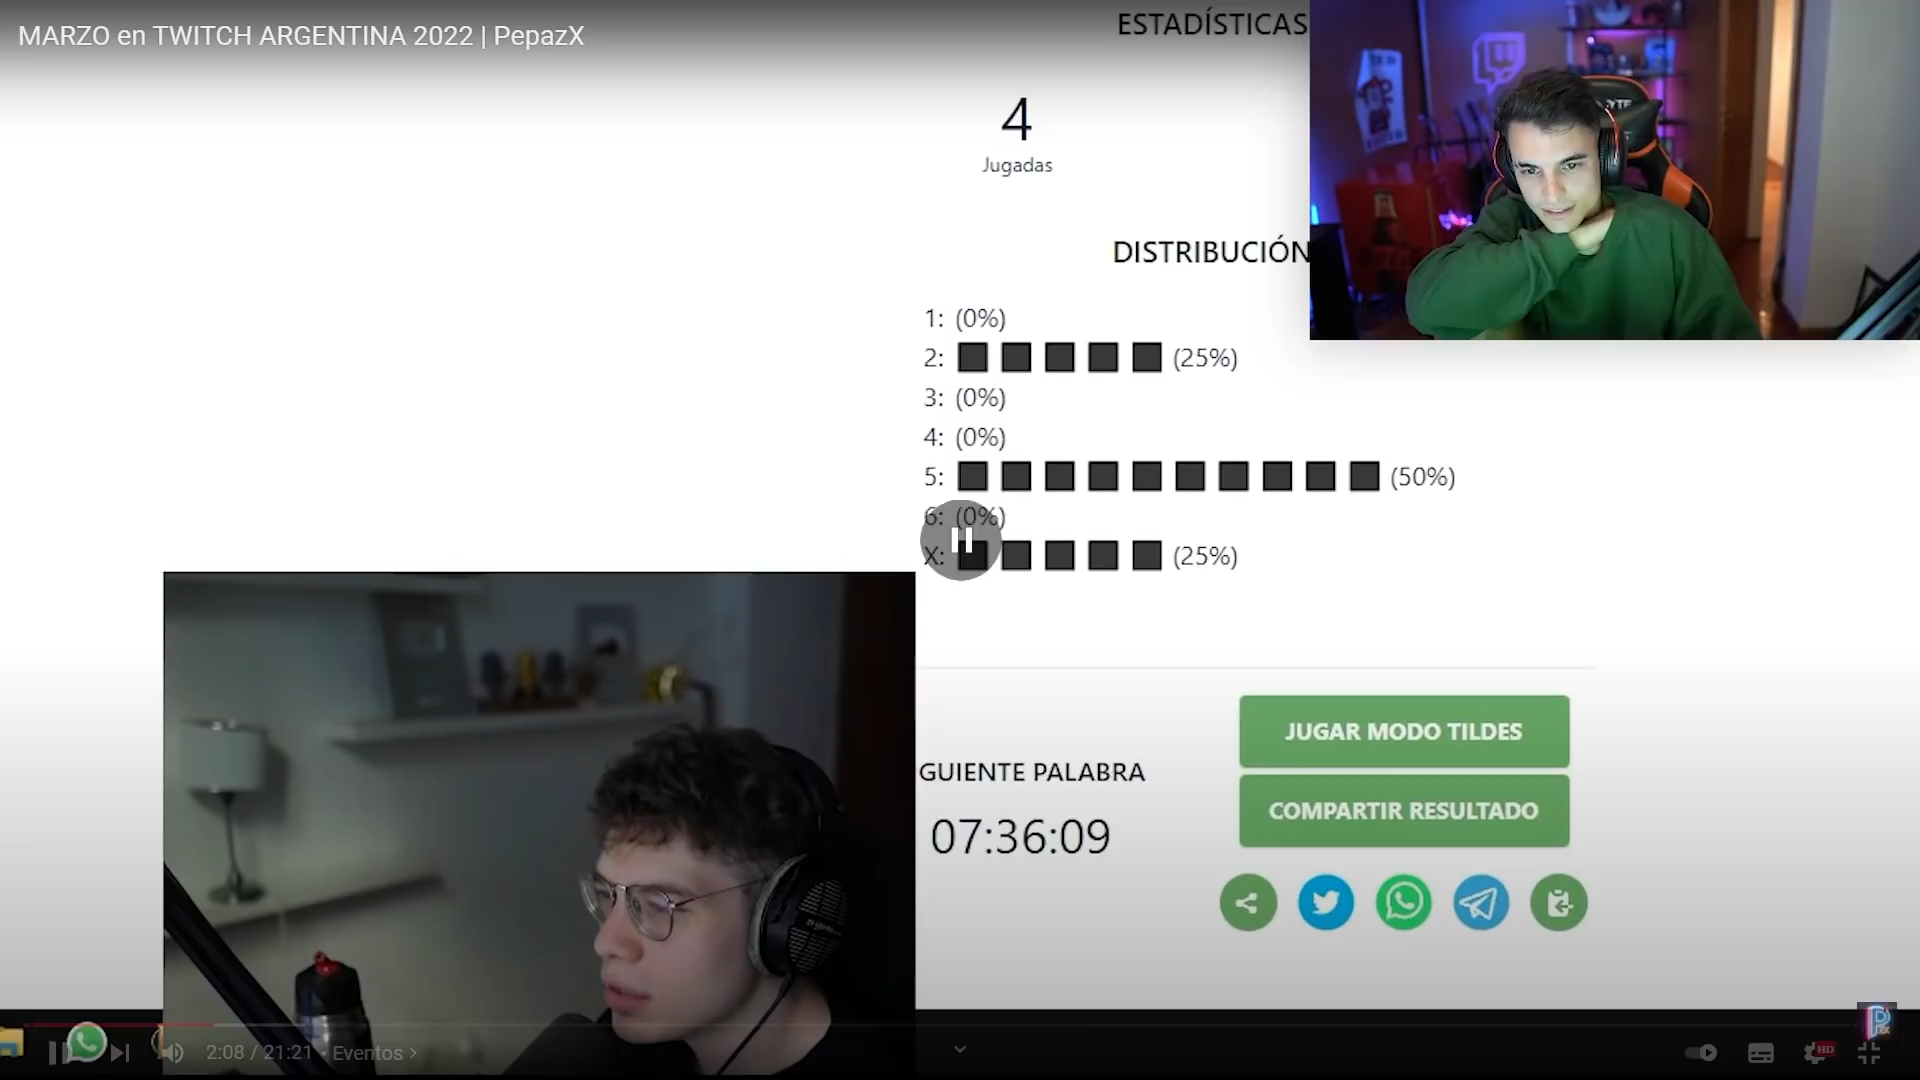 MARZO en TWITCH ARGENTINA 2022 | PepazX
ESTADÍSTICAS
4
Jugadas
DISTRIBUCIÓN
1: (0%)
2: (25%)
3: (0%)
4: (0%)
5: (50%)
6: (0%)
X: (25%)
GUIENTE PALABRA
07:36:09
JUGAR MODO TILDES
COMPARTIR RESULTADO
2:08 / 21:21 • Eventos ›
HD